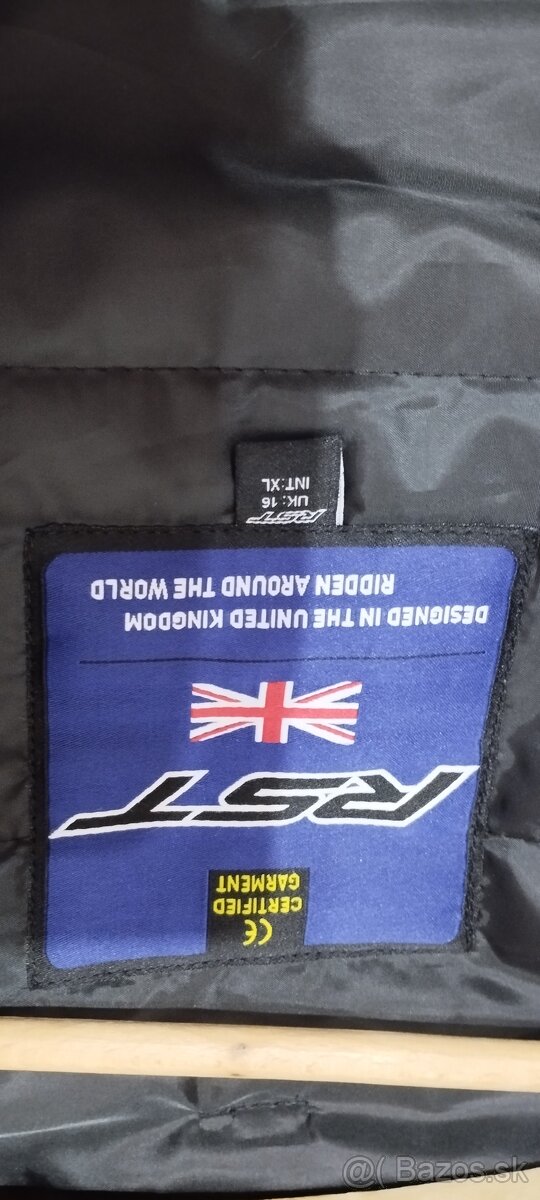 CE
CERTIFIED
GARMENT
RST
DESIGNED IN THE UNITED KINGDOM
RIDDEN AROUND THE WORLD
RST
UK: 16
INT:XL
@( Bazos.sk